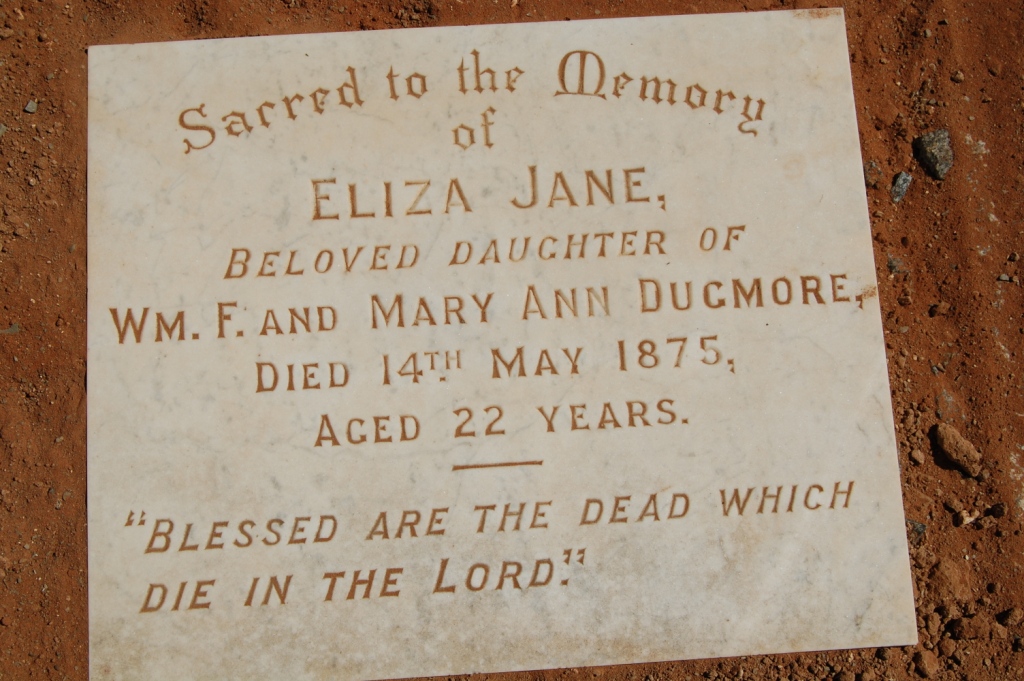 Sacred to the Memory
of
ELIZA JANE,
BELOVED DAUGHTER OF
WM. F. AND MARY ANN DUGMORE,
DIED 14TH MAY 1875,
AGED 22 YEARS.
"BLESSED ARE THE DEAD WHICH
DIE IN THE LORD."